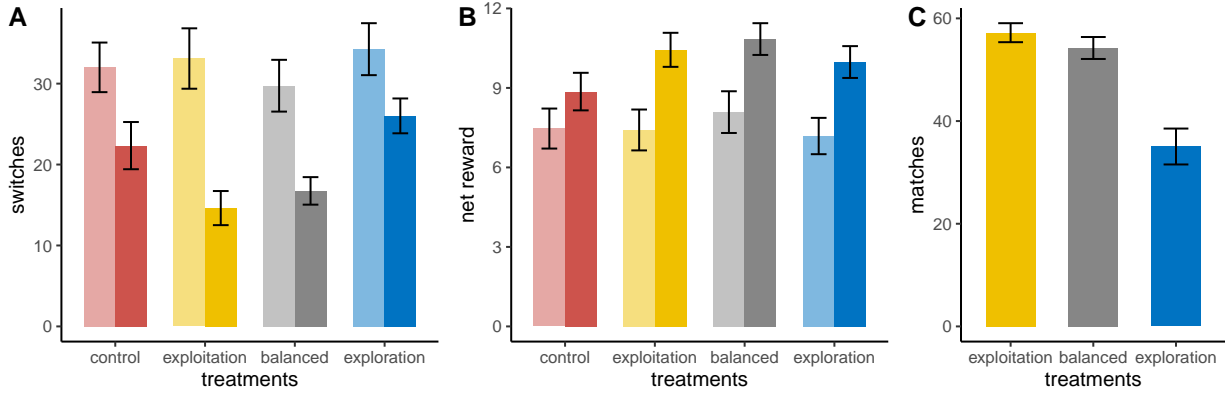 A
switches
30
20
10
0
control exploitation balanced exploration
treatments
B
net reward
12
9
6
3
0
control exploitation balanced exploration
treatments
C
matches
60
40
20
0
exploitation balanced exploration
treatments